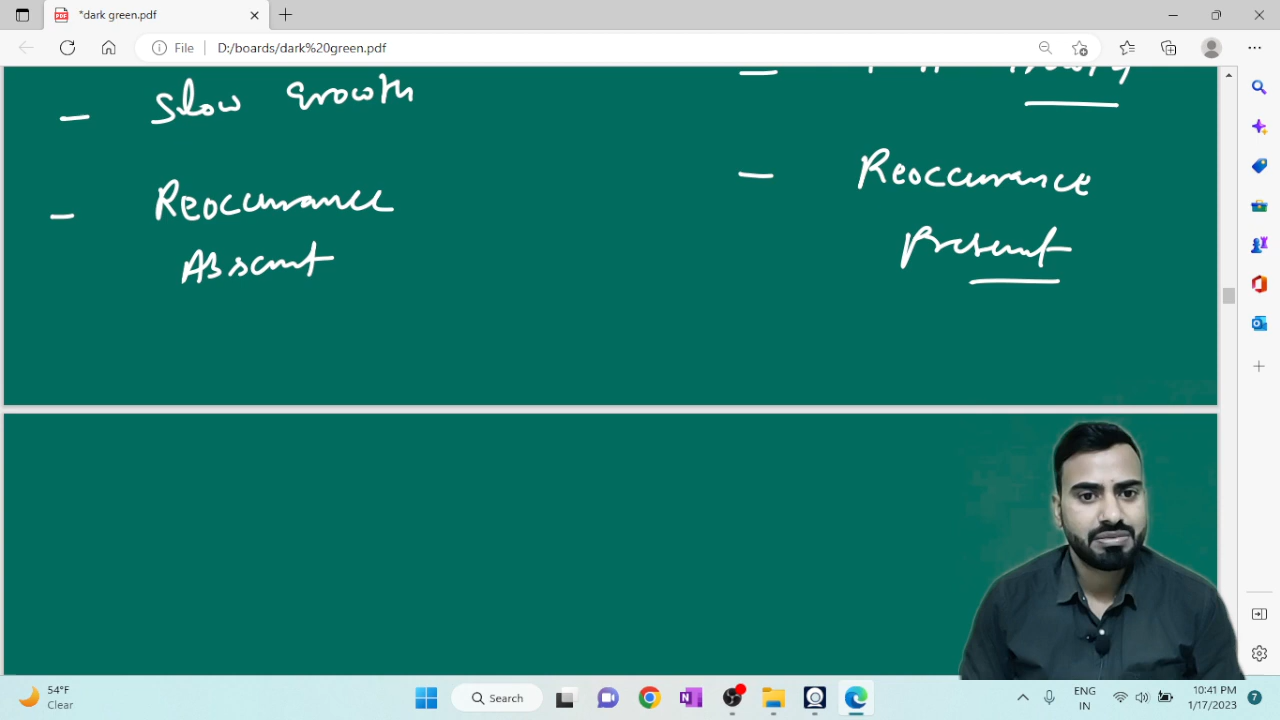 *dark green.pdf
File D:/boards/dark%20green.pdf
– Slow Growth
– Reoccurance
Absent
– Reoccurance
Present
54°F
Clear
Search
ENG
IN
10:41 PM
1/17/2023
7